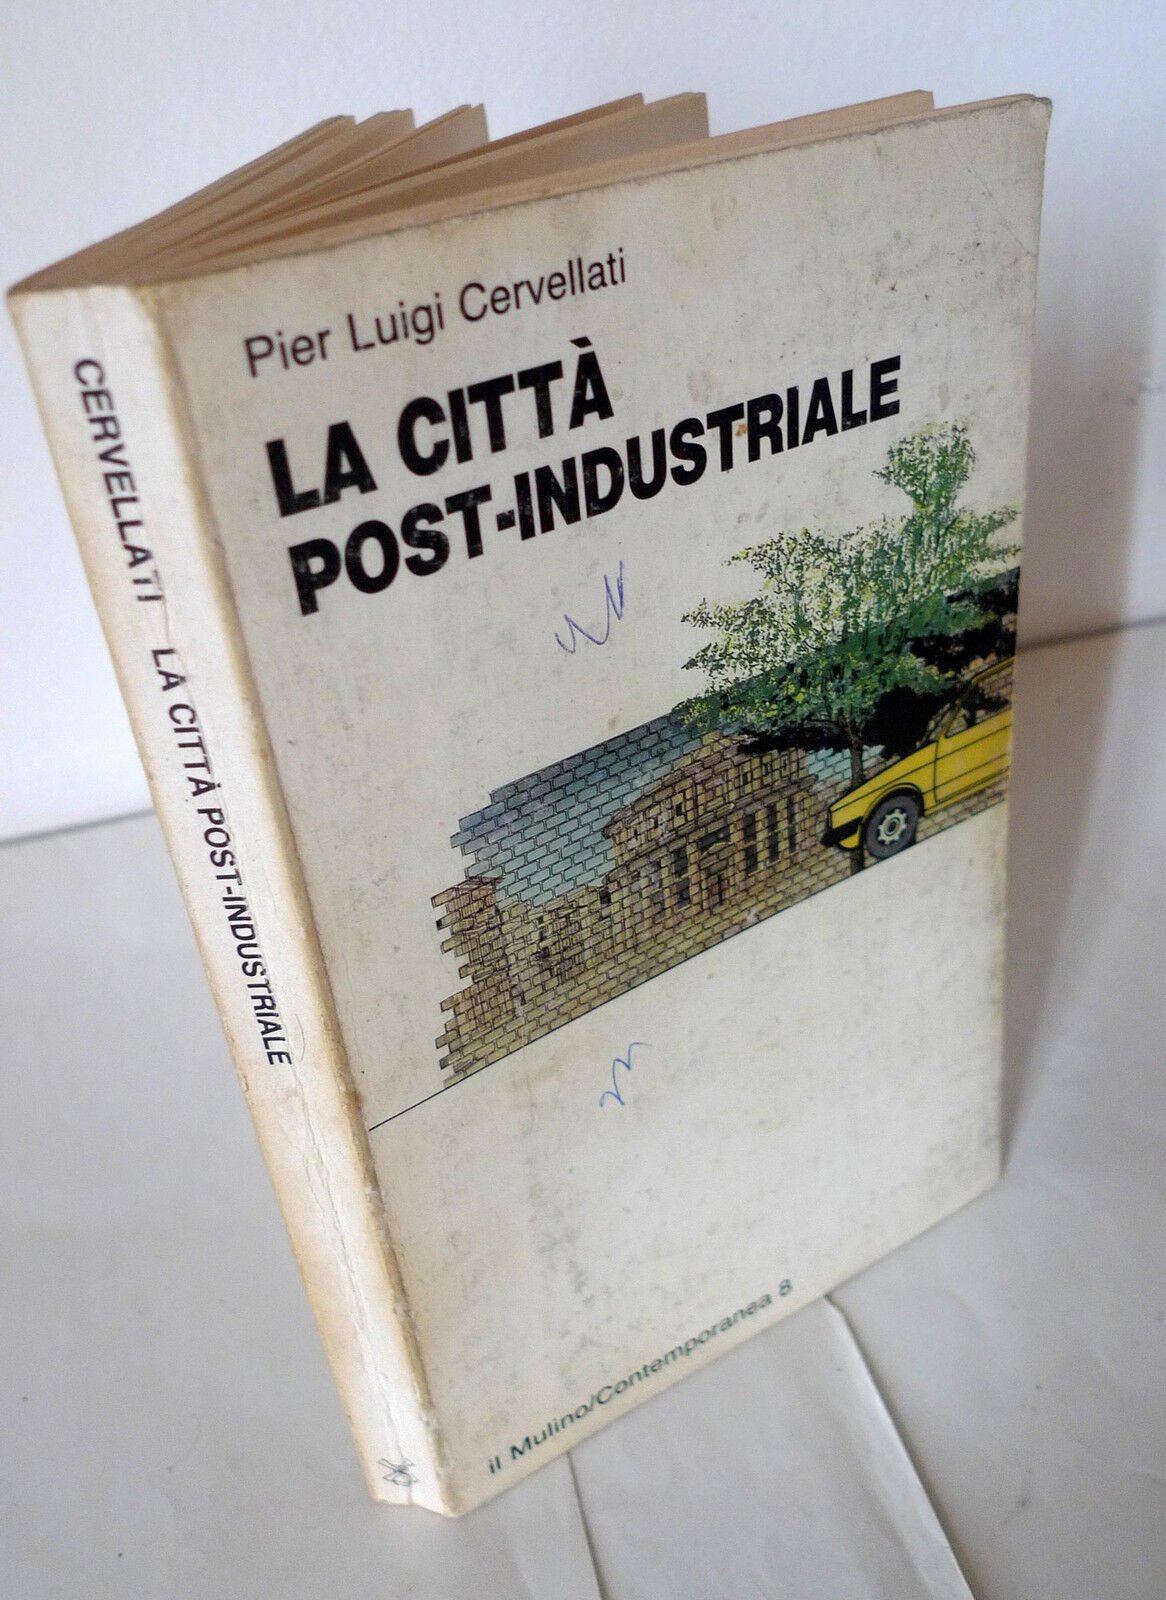 Pier Luigi Cervellati
LA CITTÀ
POST-INDUSTRIALE
il Mulino/Contemporanea 8
CERVELLATI LA CITTÀ POST-INDUSTRIALE